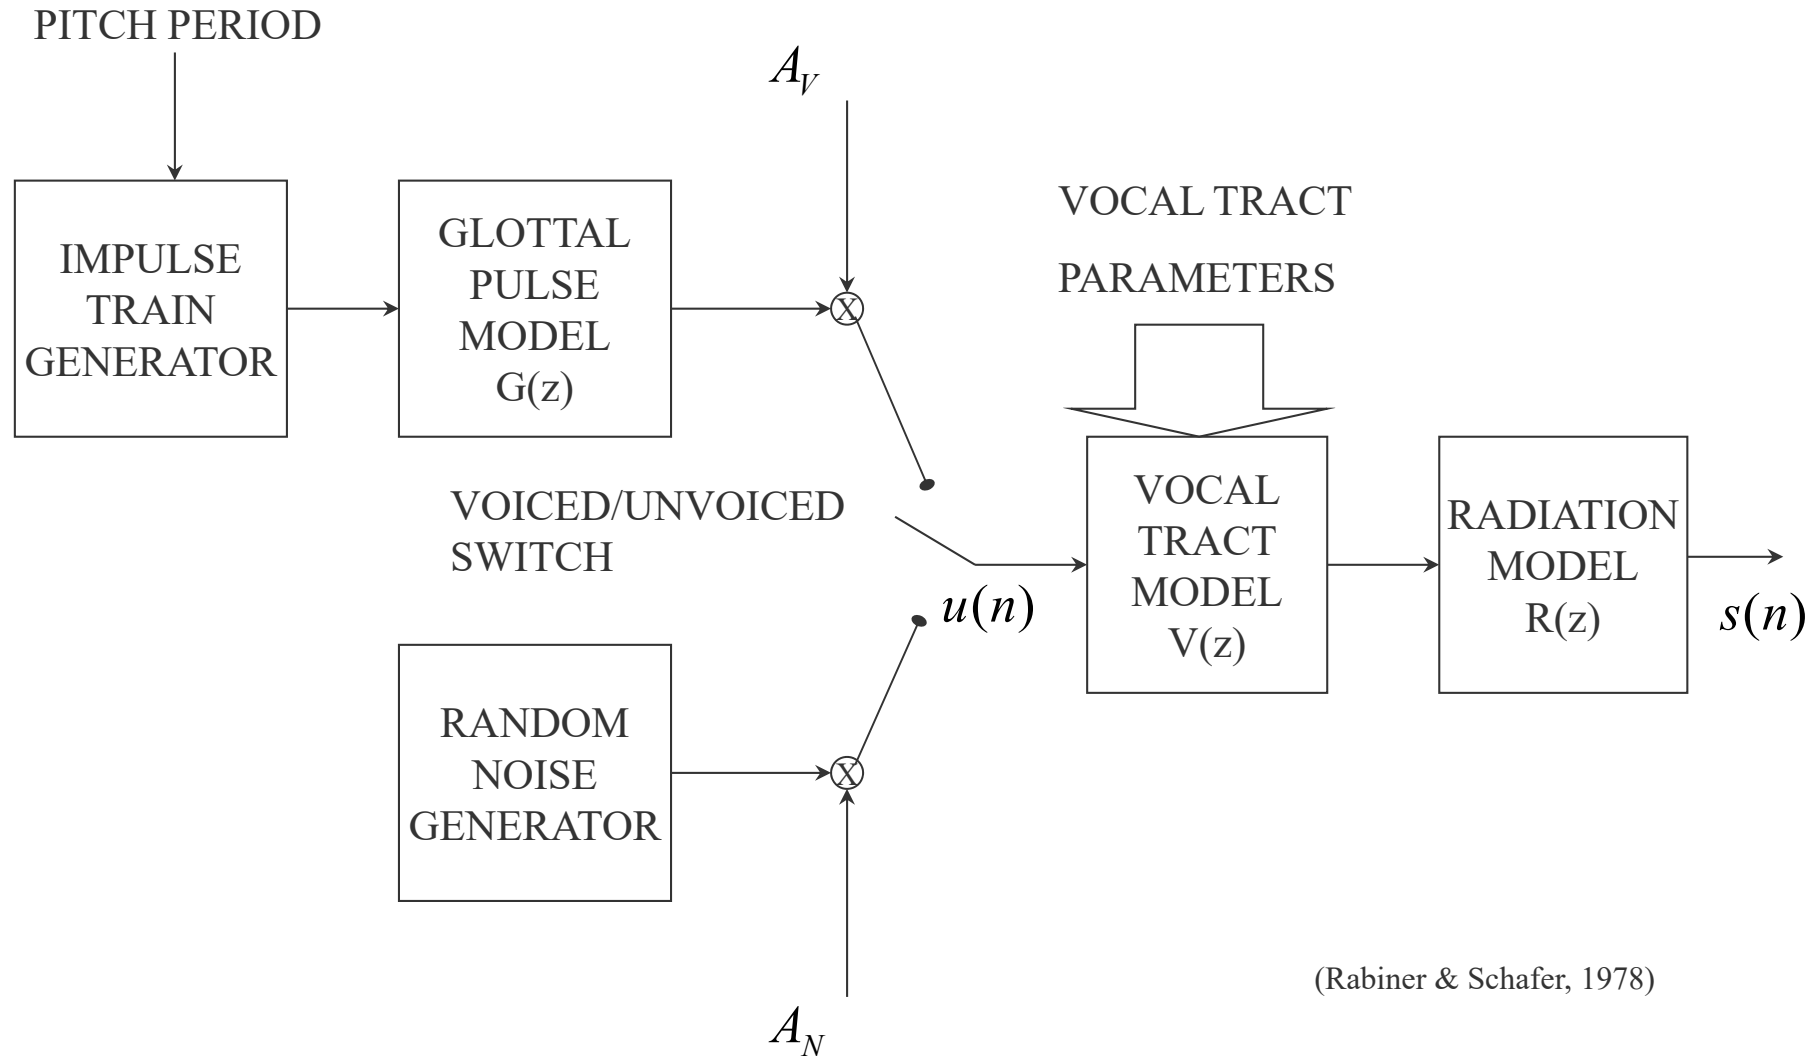 PITCH PERIOD
A_V
IMPULSE
TRAIN
GENERATOR
GLOTTAL
PULSE
MODEL
G(z)
X
VOCAL TRACT
PARAMETERS
VOICED/UNVOICED
SWITCH
u(n)
VOCAL
TRACT
MODEL
V(z)
RADIATION
MODEL
R(z)
s(n)
RANDOM
NOISE
GENERATOR
X
A_N
(Rabiner & Schafer, 1978)